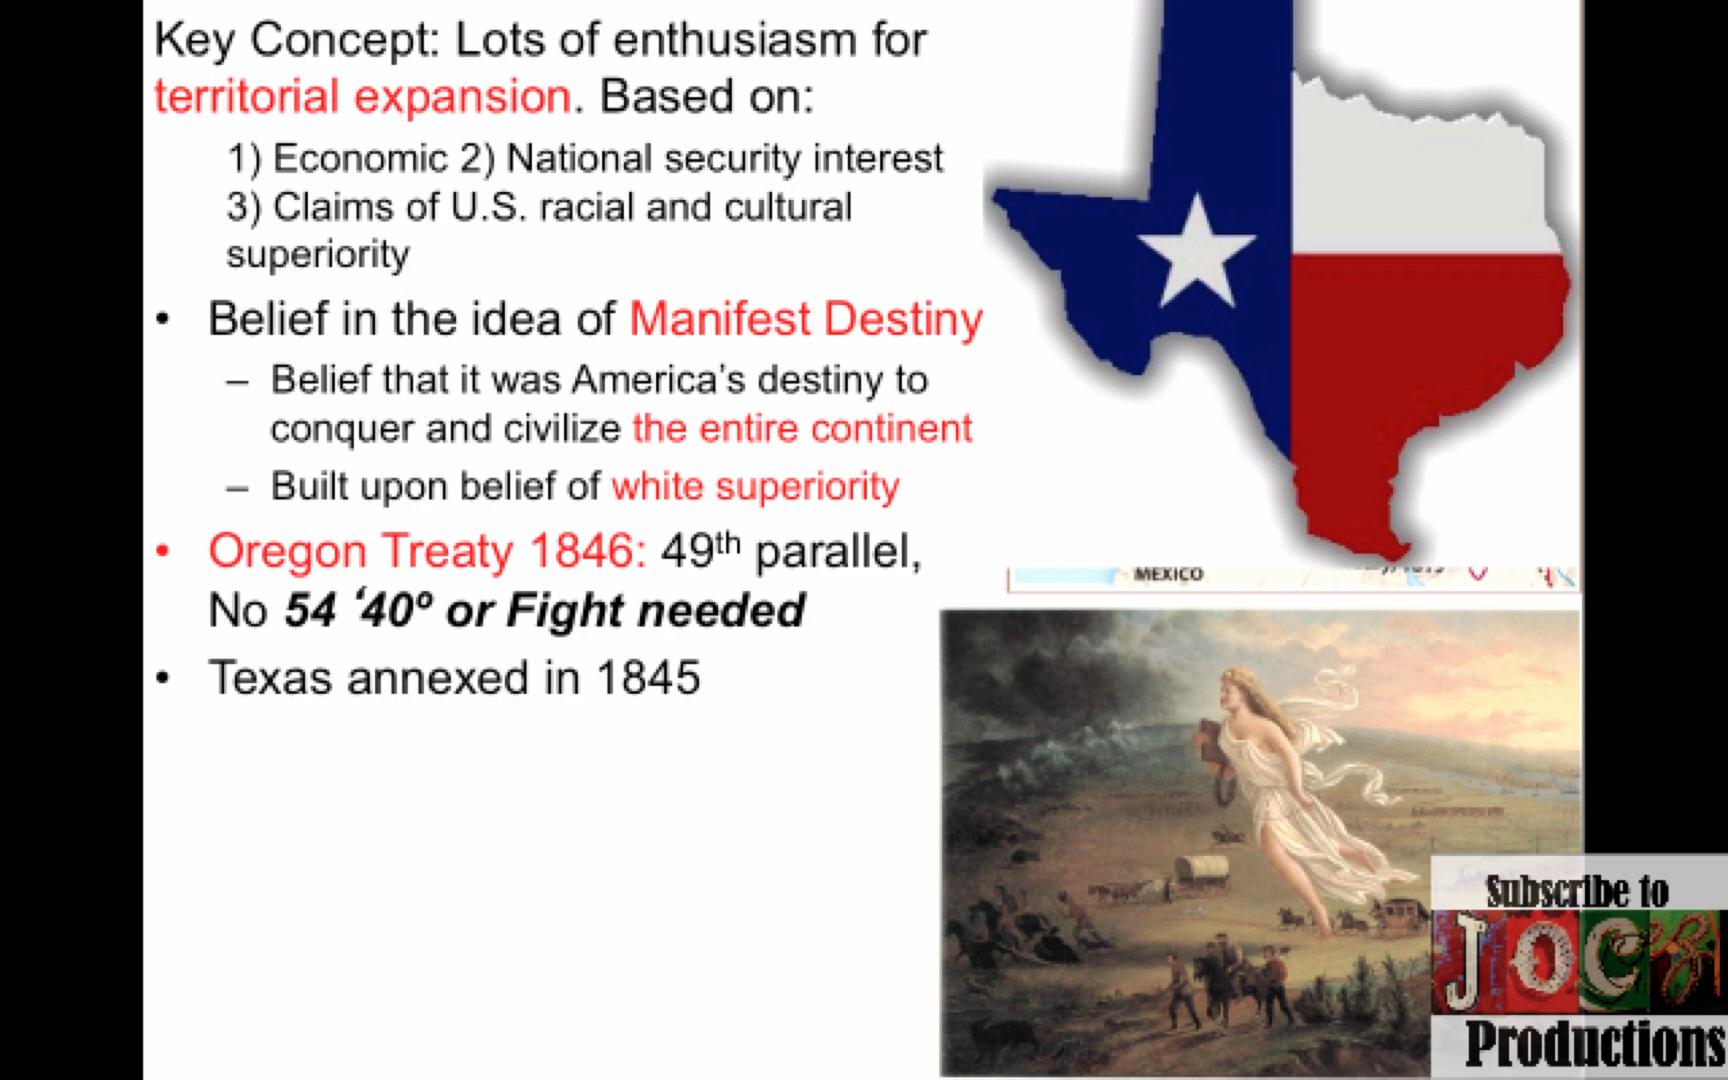 Key Concept: Lots of enthusiasm for
territorial expansion. Based on:
1) Economic 2) National security interest
3) Claims of U.S. racial and cultural
superiority
• Belief in the idea of Manifest Destiny
– Belief that it was America's destiny to
conquer and civilize the entire continent
– Built upon belief of white superiority
• Oregon Treaty 1846: 49th parallel,
No 54 ‘40º or Fight needed
• Texas annexed in 1845
MEXICO
Subscribe to
JOCZ
Productions